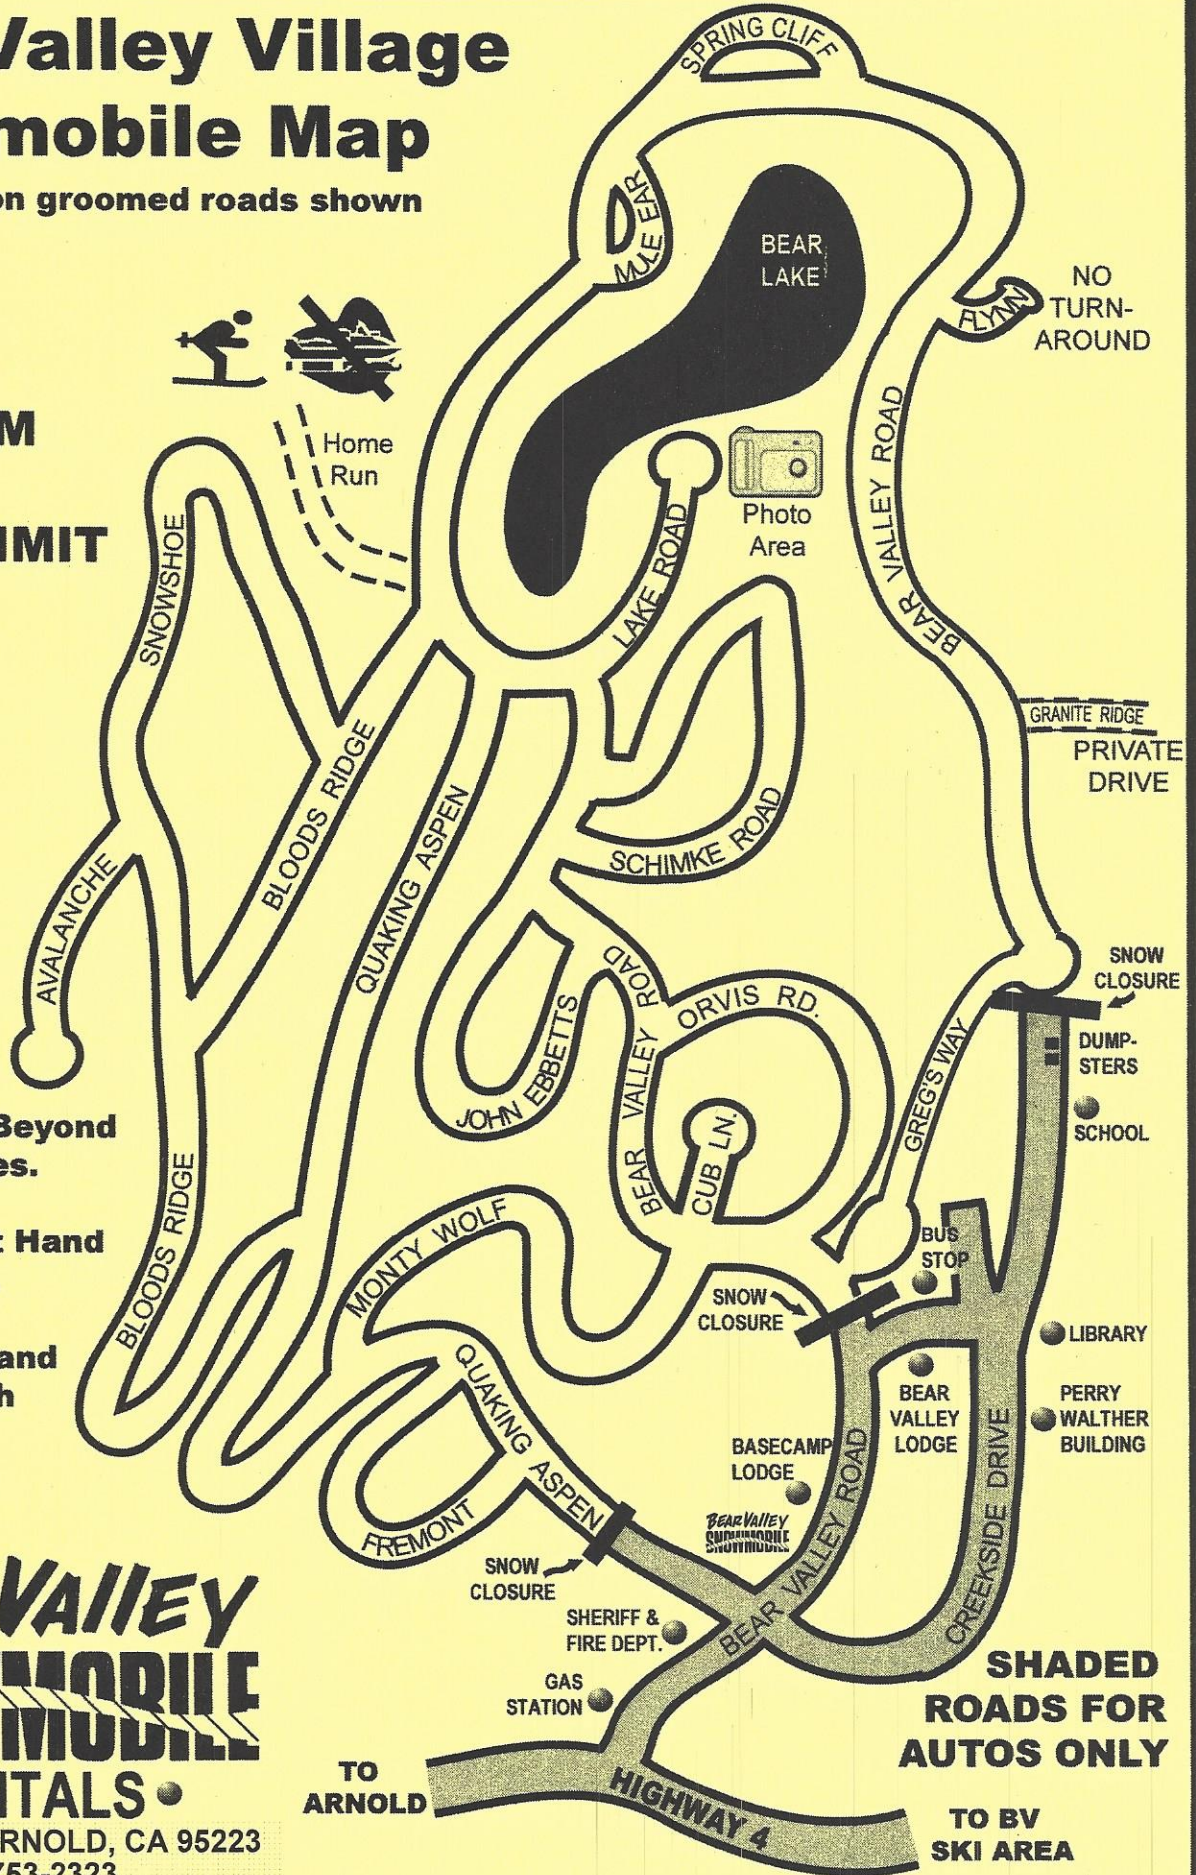 Valley Village
mobile Map
on groomed roads shown
SPRING CLIFF
MULE EAR
BEAR
LAKE
FLYNN
NO
TURN-
AROUND
Home
Run
M
IMIT
BEAR VALLEY ROAD
Photo
Area
LAKE ROAD
SNOWSHOE
GRANITE RIDGE
PRIVATE
DRIVE
BLOODS RIDGE
QUAKING ASPEN
SCHIMKE ROAD
AVALANCHE
BEAR VALLEY ROAD
ORVIS RD.
SNOW
CLOSURE
DUMP-
STERS
SCHOOL
GREG'S WAY
JOHN EBBETTS
CUB LN.
Beyond
es.
Hand
and
h
BLOODS RIDGE
MONTY WOLF
BUS
STOP
SNOW
CLOSURE
LIBRARY
BEAR
VALLEY
LODGE
PERRY
WALTHER
BUILDING
QUAKING ASPEN
BASECAMP
LODGE
BEAR VALLEY
SNOWMOBILE
FREMONT
SNOW
CLOSURE
BEAR VALLEY ROAD
CREEKSIDE DRIVE
SHERIFF &
FIRE DEPT.
GAS
STATION
SHADED
ROADS FOR
AUTOS ONLY
VAllEY
MOBILE
NTALS
ARNOLD, CA 95223
753-2323
TO
ARNOLD
HIGHWAY 4
TO BV
SKI AREA